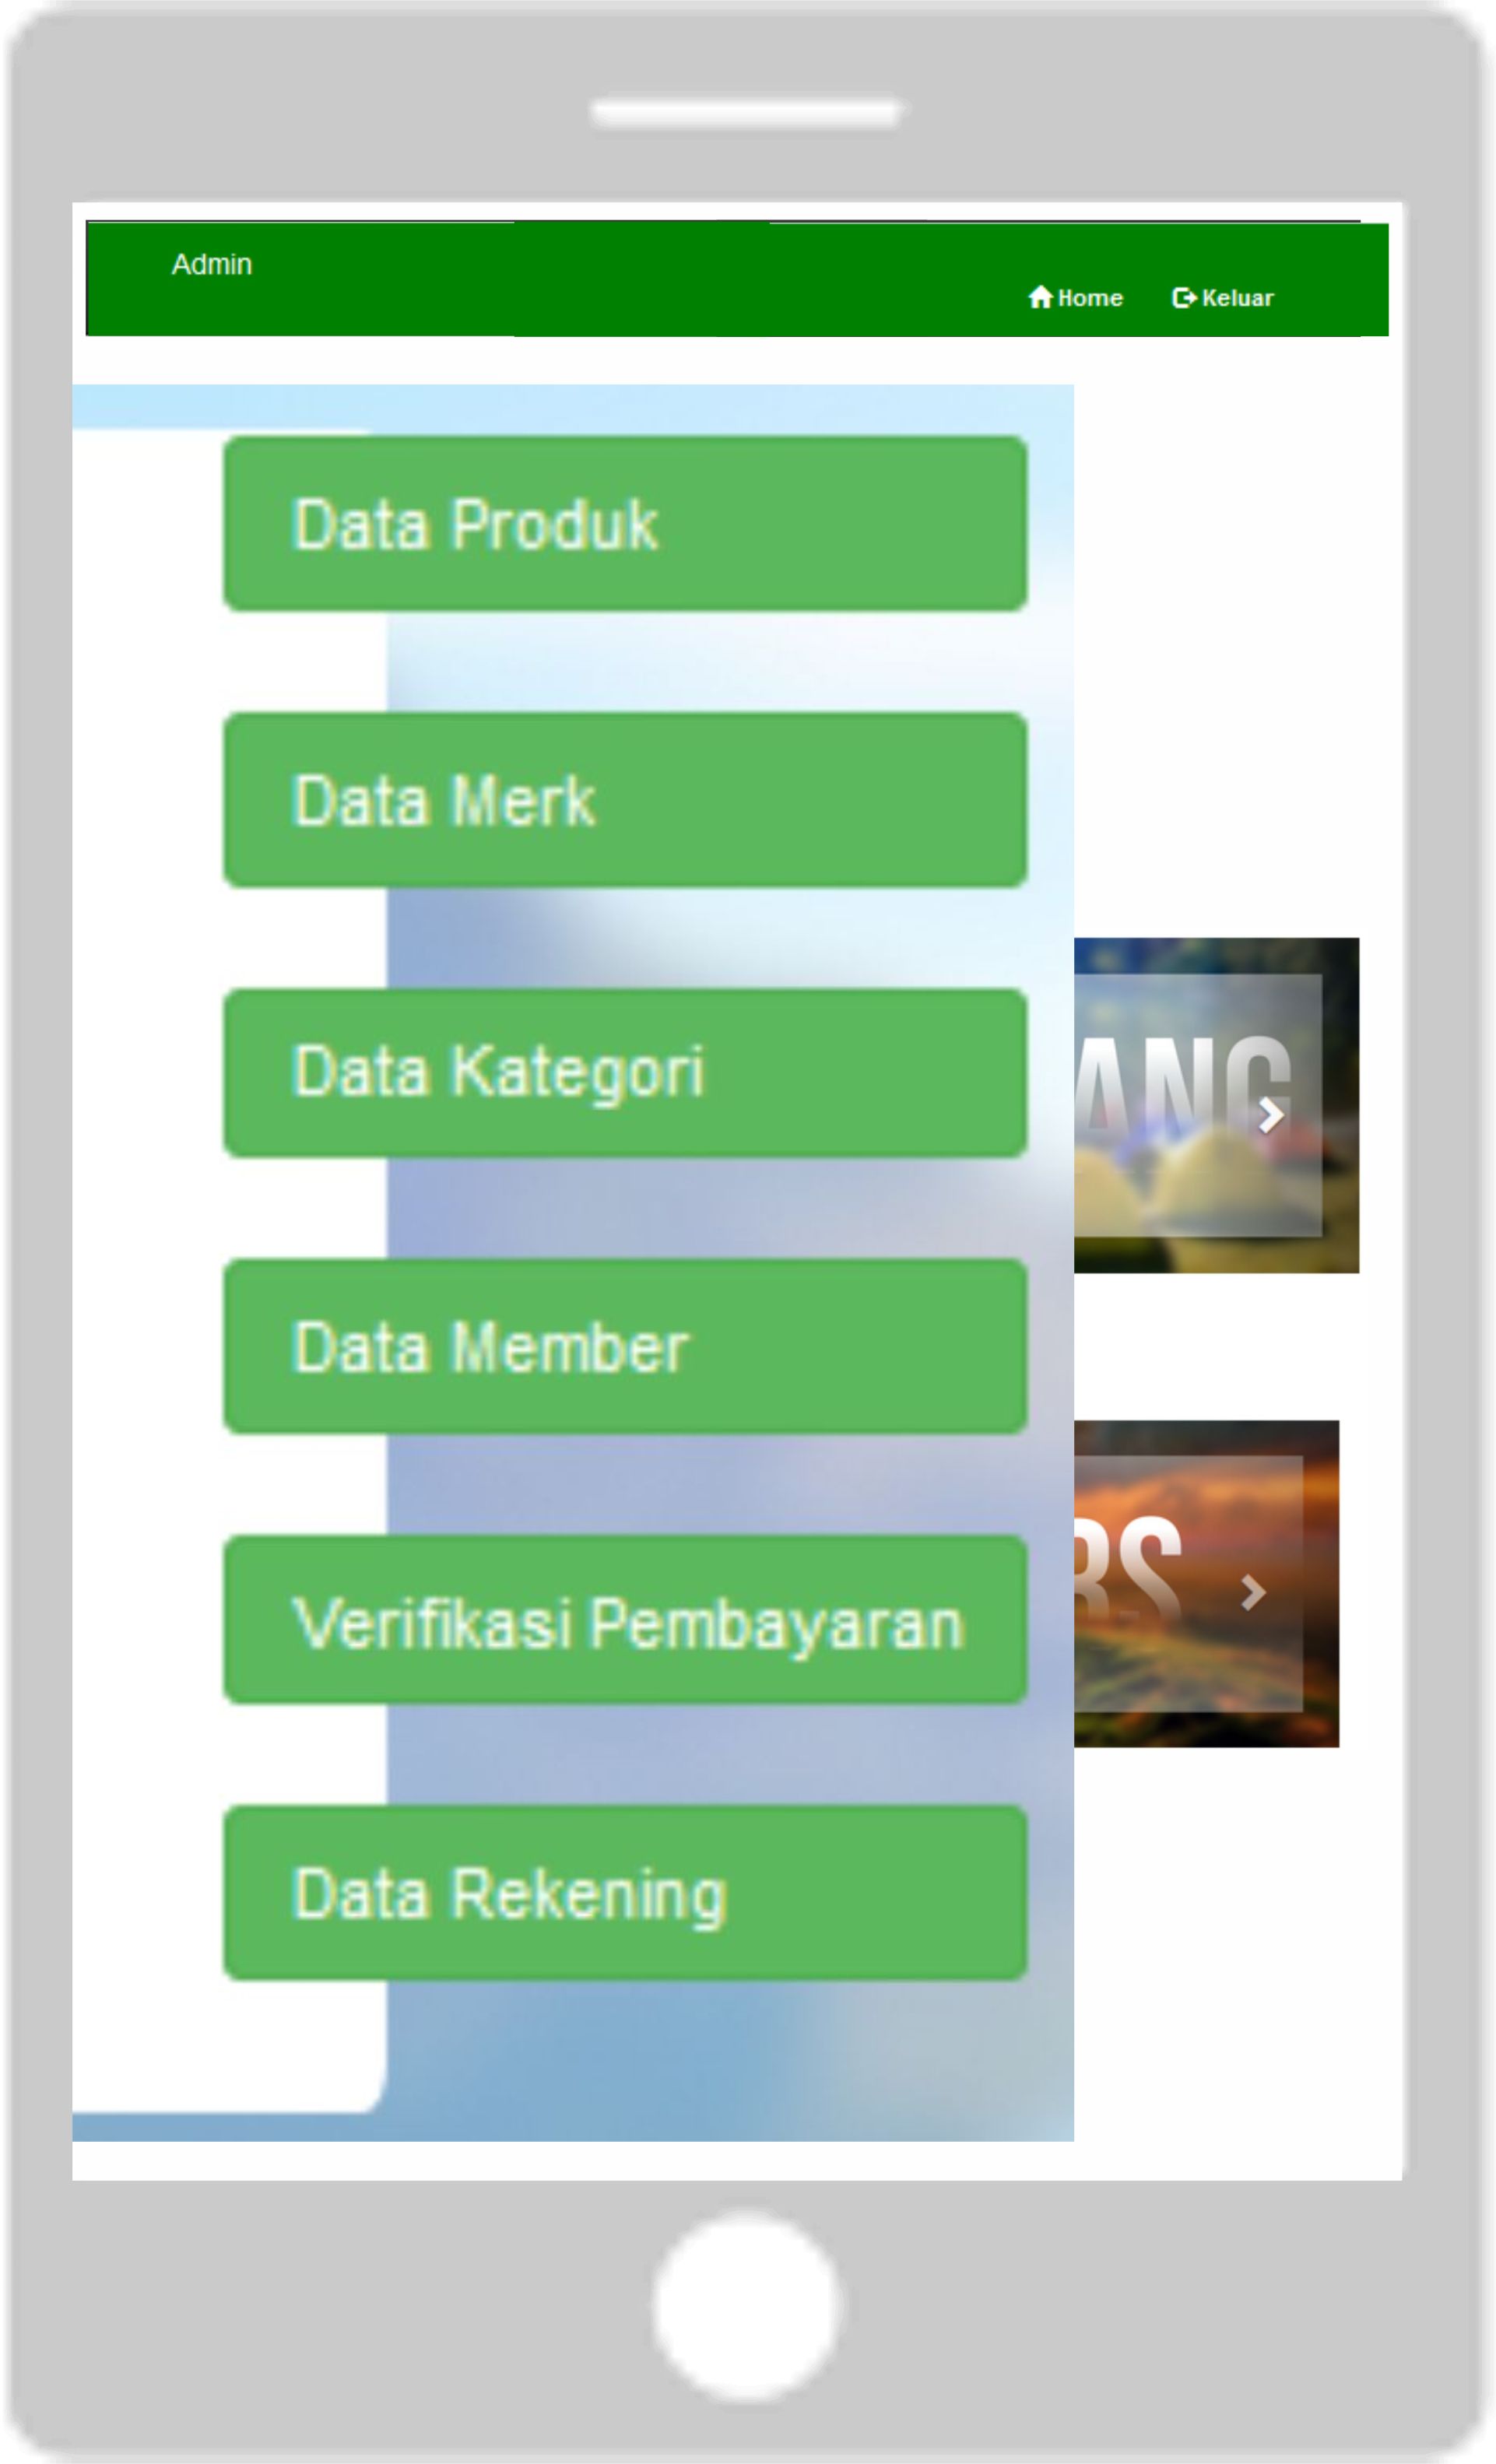 Admin
Home Keluar
Data Produk
Data Merk
Data Kategori
ANG
Data Member
Verifikasi Pembayaran
RS
Data Rekening